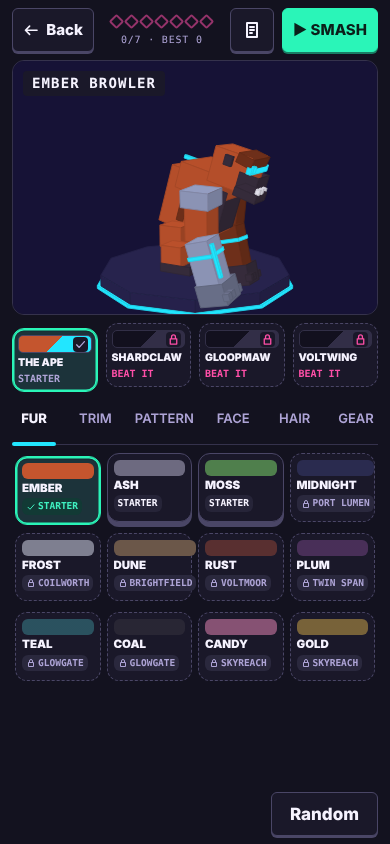 Back
0/7 · BEST 0
SMASH
EMBER BROWLER
THE APE
STARTER
SHARDCLAW
BEAT IT
GLOOPMAW
BEAT IT
VOLTWING
BEAT IT
FUR TRIM PATTERN FACE HAIR GEAR
EMBER
STARTER
ASH
STARTER
MOSS
STARTER
MIDNIGHT
PORT LUMEN
FROST
COILWORTH
DUNE
BRIGHTFIELD
RUST
VOLTMOOR
PLUM
TWIN SPAN
TEAL
GLOWGATE
COAL
GLOWGATE
CANDY
SKYREACH
GOLD
SKYREACH
Random